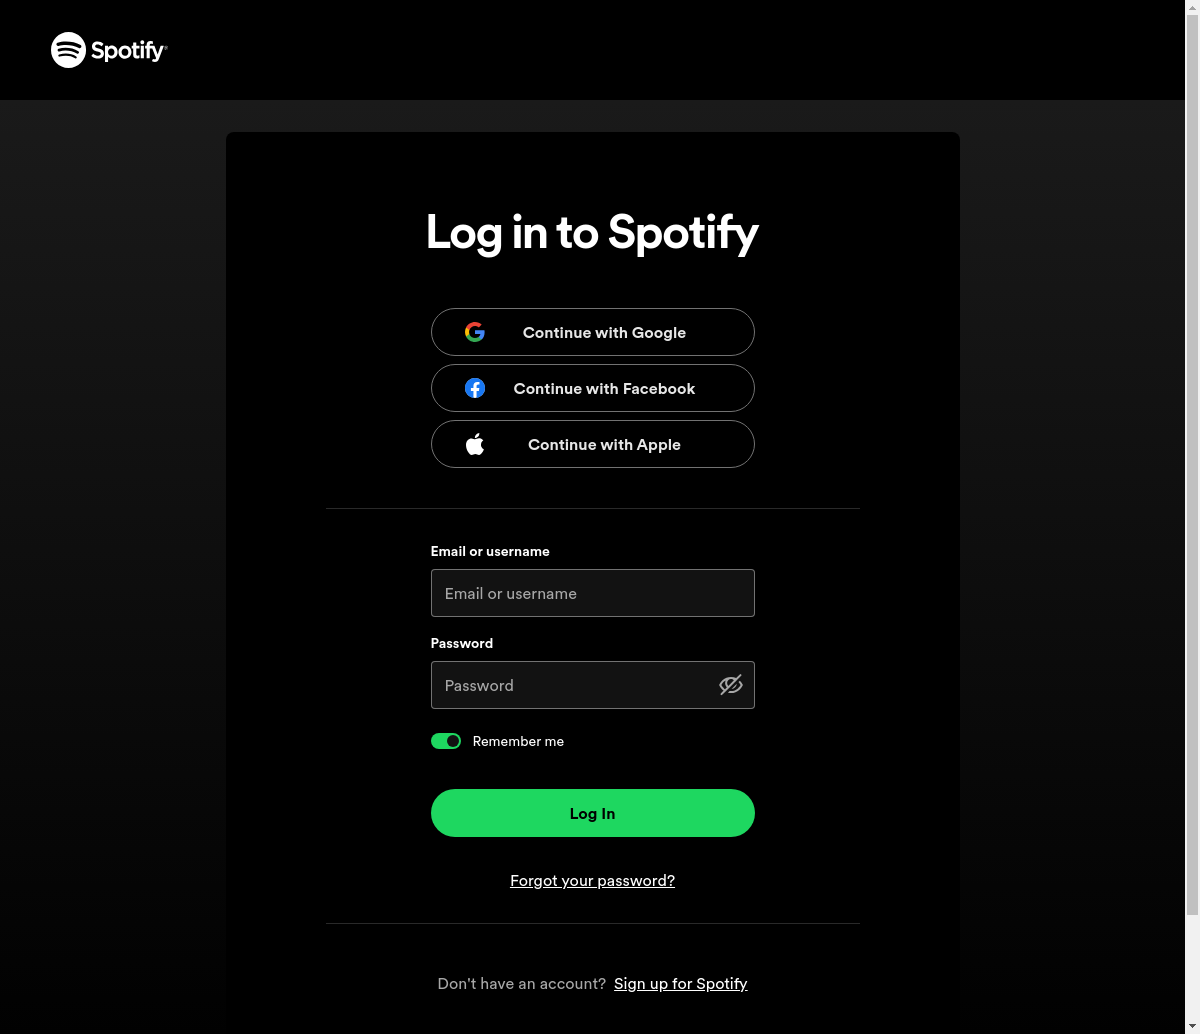 Spotify
Log in to Spotify
Continue with Google
Continue with Facebook
Continue with Apple
Email or username
Email or username
Password
Password
Remember me
Log In
Forgot your password?
Don't have an account? Sign up for Spotify